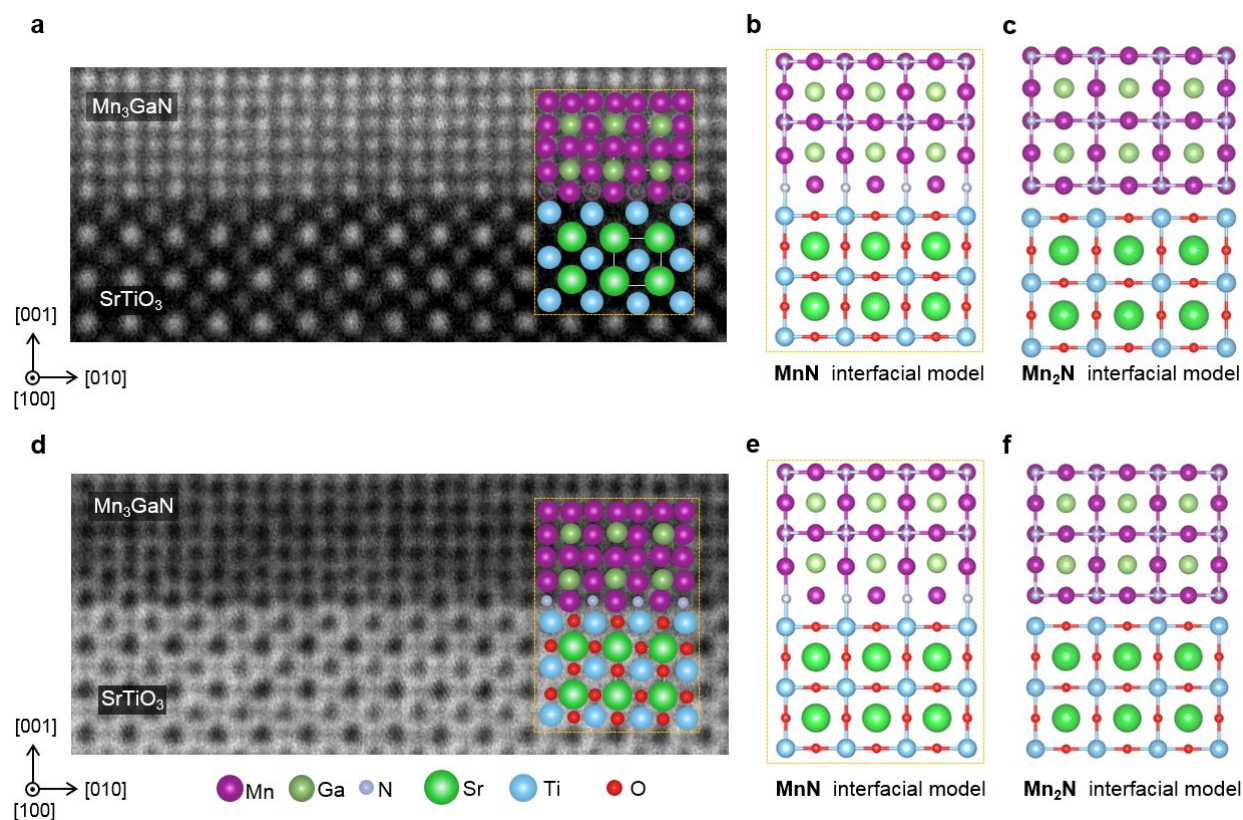 a
Mn₃GaN
SrTiO₃
[001]
[010]
[100]
b
MnN interfacial model
c
Mn₂N interfacial model
d
Mn₃GaN
SrTiO₃
[001]
[010]
[100]
Mn Ga N Sr Ti O
e
MnN interfacial model
f
Mn₂N interfacial model